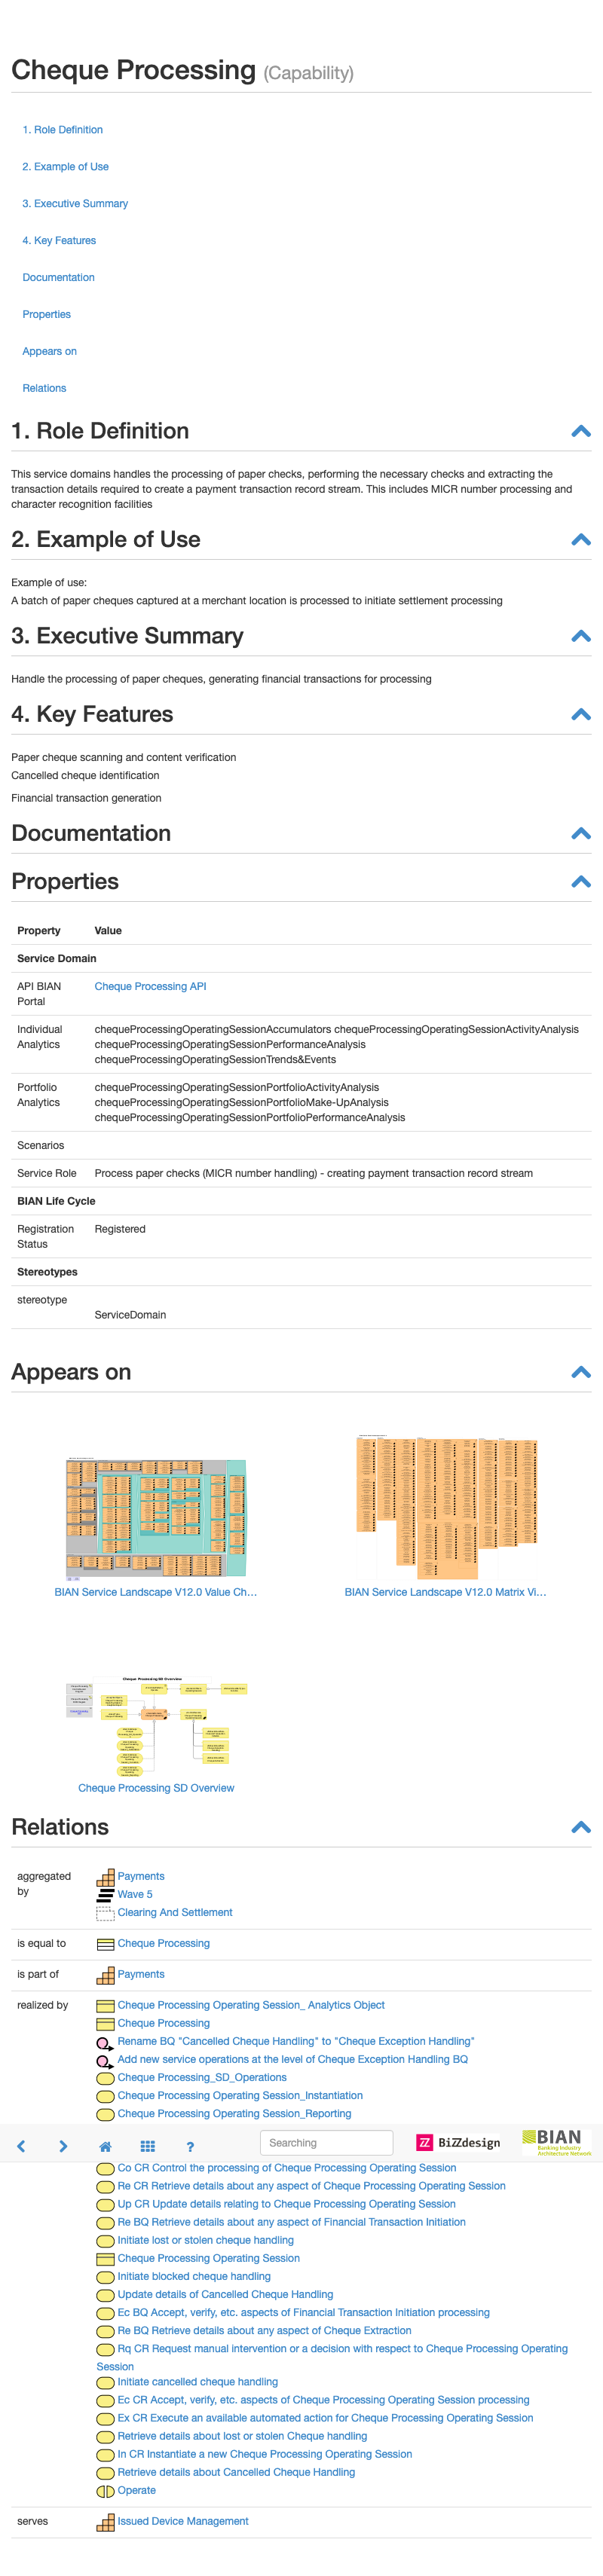 Cheque Processing (Capability)
1. Role Definition
2. Example of Use
3. Executive Summary
4. Key Features
Documentation
Properties
Appears on
Relations
1. Role Definition
This service domains handles the processing of paper checks, performing the necessary checks and extracting the
transaction details required to create a payment transaction record stream. This includes MICR number processing and
character recognition facilities
2. Example of Use
Example of use:
A batch of paper cheques captured at a merchant location is processed to initiate settlement processing
3. Executive Summary
Handle the processing of paper cheques, generating financial transactions for processing
4. Key Features
Paper cheque scanning and content verification
Cancelled cheque identification
Financial transaction generation
Documentation
Properties
Property Value
Service Domain
API BIAN Portal Cheque Processing API
Individual Analytics chequeProcessingOperatingSessionAccumulators chequeProcessingOperatingSessionActivityAnalysis
chequeProcessingOperatingSessionPerformanceAnalysis
chequeProcessingOperatingSessionTrends&Events
Portfolio Analytics chequeProcessingOperatingSessionPortfolioActivityAnalysis
chequeProcessingOperatingSessionPortfolioMake-UpAnalysis
chequeProcessingOperatingSessionPortfolioPerformanceAnalysis
Scenarios
Service Role Process paper checks (MICR number handling) - creating payment transaction record stream
BIAN Life Cycle
Registration Status Registered
Stereotypes
stereotype
ServiceDomain
Appears on
BIAN Service Landscape V12.0 Value Ch...
BIAN Service Landscape V12.0 Matrix Vi...
Cheque Processing SD Overview
Cheque Processing SD Overview
Relations
aggregated by Payments
Wave 5
Clearing And Settlement
is equal to Cheque Processing
is part of Payments
realized by Cheque Processing Operating Session_ Analytics Object
Cheque Processing
Rename BQ "Cancelled Cheque Handling" to "Cheque Exception Handling"
Add new service operations at the level of Cheque Exception Handling BQ
Cheque Processing_SD_Operations
Cheque Processing Operating Session_Instantiation
Cheque Processing Operating Session_Reporting
? Searching BiZZdesign BIAN
Banking Industry
Architecture Network
Co CR Control the processing of Cheque Processing Operating Session
Re CR Retrieve details about any aspect of Cheque Processing Operating Session
Up CR Update details relating to Cheque Processing Operating Session
Re BQ Retrieve details about any aspect of Financial Transaction Initiation
Initiate lost or stolen cheque handling
Cheque Processing Operating Session
Initiate blocked cheque handling
Update details of Cancelled Cheque Handling
Ec BQ Accept, verify, etc. aspects of Financial Transaction Initiation processing
Re BQ Retrieve details about any aspect of Cheque Extraction
Rq CR Request manual intervention or a decision with respect to Cheque Processing Operating
Session
Initiate cancelled cheque handling
Ec CR Accept, verify, etc. aspects of Cheque Processing Operating Session processing
Ex CR Execute an available automated action for Cheque Processing Operating Session
Retrieve details about lost or stolen Cheque handling
In CR Instantiate a new Cheque Processing Operating Session
Retrieve details about Cancelled Cheque Handling
Operate
serves Issued Device Management